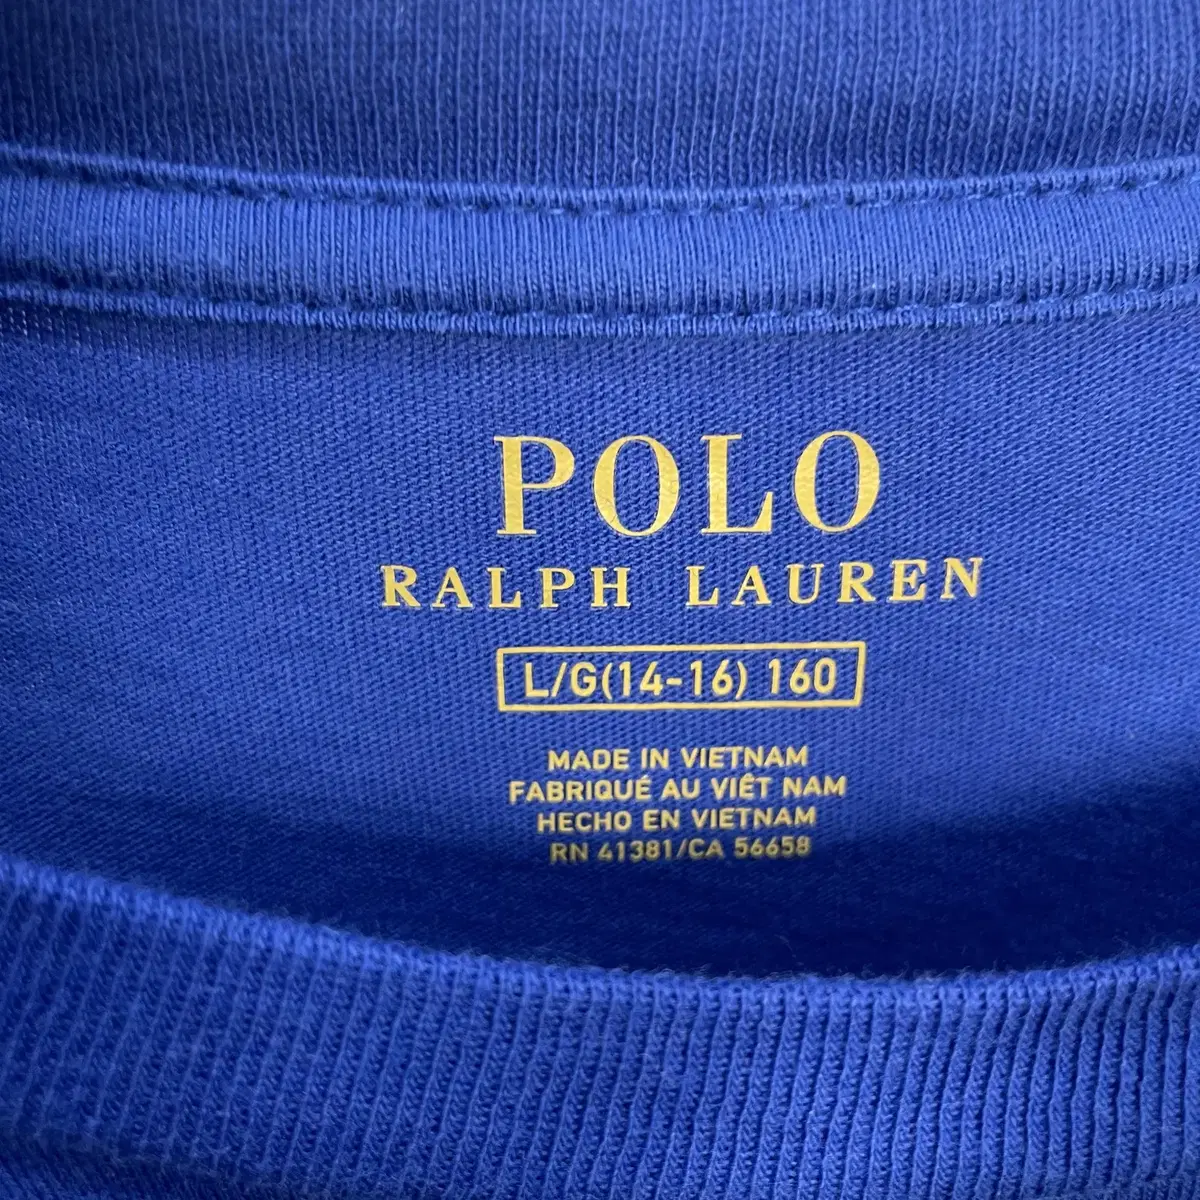 POLO
RALPH LAUREN
L/G(14-16) 160
MADE IN VIETNAM
FABRIQUÉ AU VIÊT NAM
HECHO EN VIETNAM
RN 41381/CA 56658